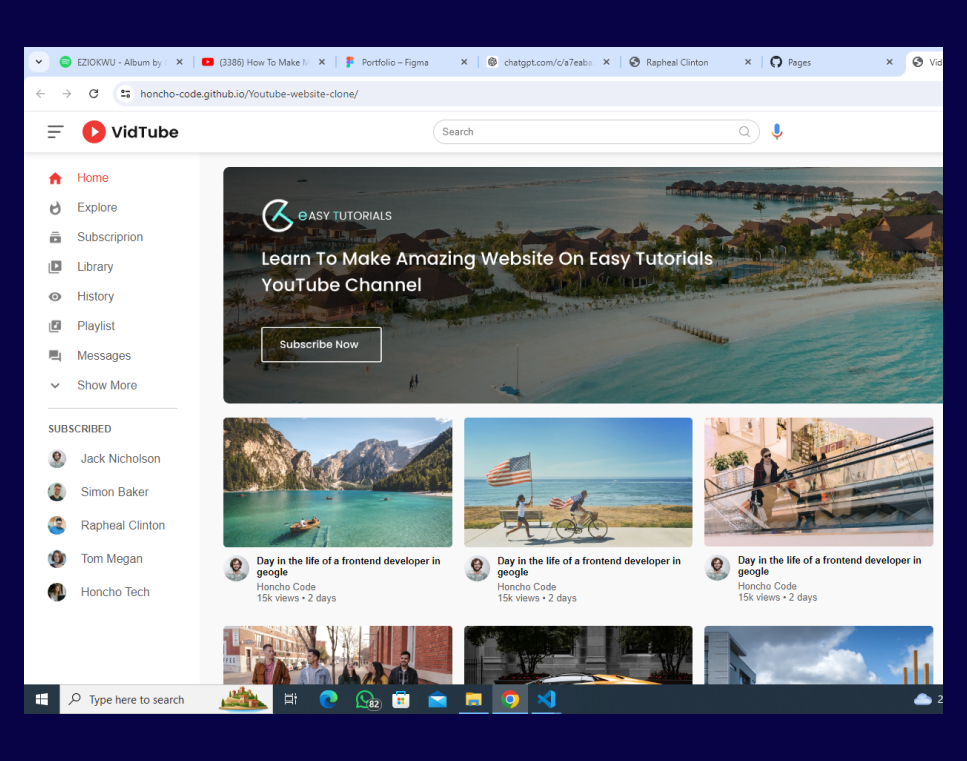 EZIOKWU - Album by
(3386) How To Make M
Portfolio – Figma
chatgpt.com/c/a7eaba
Rapheal Clinton
Pages
Vid
honcho-code.github.io/Youtube-website-clone/
VidTube
Search
Home
Explore
Subscriprion
Library
History
Playlist
Messages
Show More
SUBSCRIBED
Jack Nicholson
Simon Baker
Rapheal Clinton
Tom Megan
Honcho Tech
eASY TUTORIALS
Learn To Make Amazing Website On Easy Tutorials
YouTube Channel
Subscribe Now
Day in the life of a frontend developer in
geogle
Honcho Code
15k views • 2 days
Day in the life of a frontend developer in
geogle
Honcho Code
15k views • 2 days
Day in the life of a frontend developer in
geogle
Honcho Code
15k views • 2 days
Type here to search
82
2